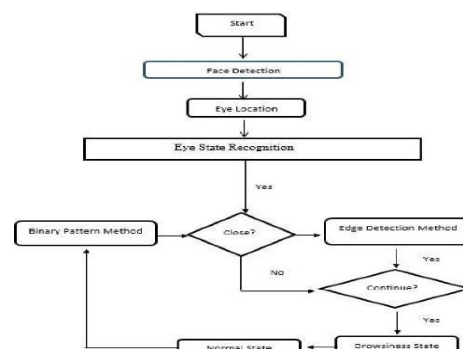 Start
Face Detection
Eye Location
Eye State Recognition
Yes
Binary Pattern Method
Close?
Edge Detection Method
Yes
No
Continue?
Yes
Normal State
Drowsiness State